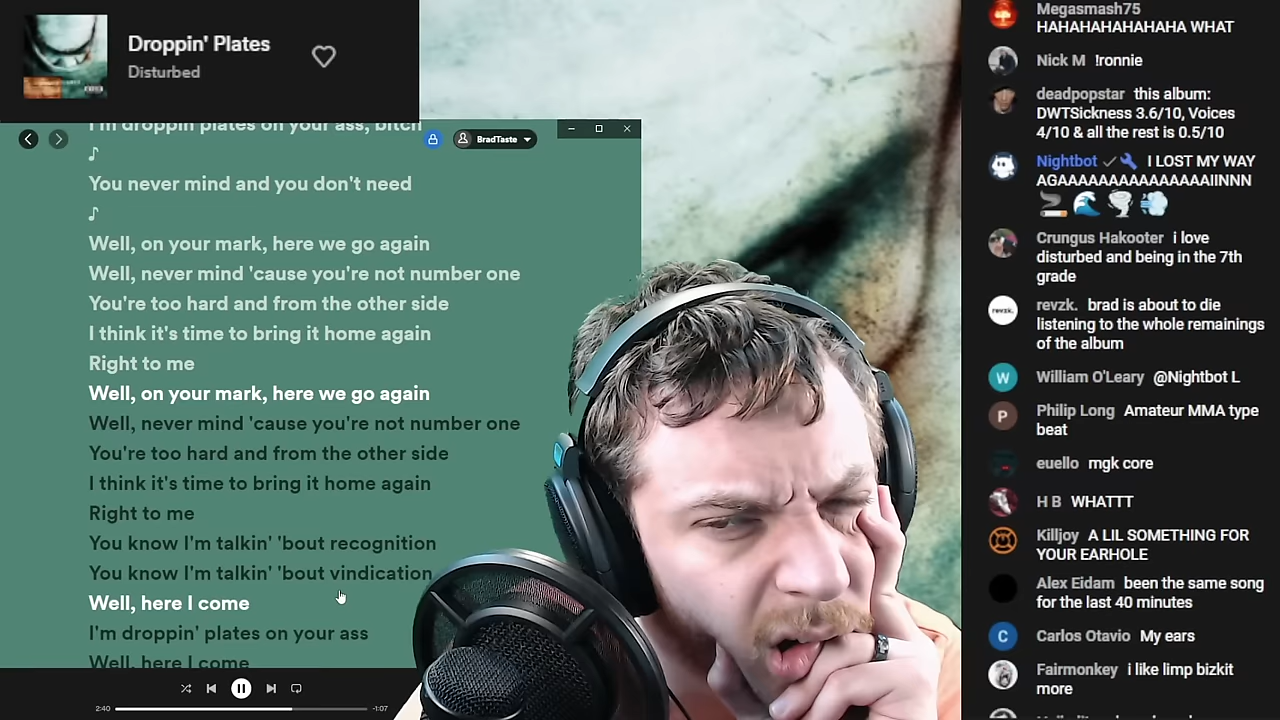 Droppin' Plates
Disturbed
I'm droppin plates on your ass, bitch
BradTaste
♪
You never mind and you don't need
♪
Well, on your mark, here we go again
Well, never mind 'cause you're not number one
You're too hard and from the other side
I think it's time to bring it home again
Right to me
Well, on your mark, here we go again
Well, never mind 'cause you're not number one
You're too hard and from the other side
I think it's time to bring it home again
Right to me
You know I'm talkin' 'bout recognition
You know I'm talkin' 'bout vindication
Well, here I come
I'm droppin' plates on your ass
Well, here I come
2:40
-1:07
Megasmash75
HAHAHAHAHAHAHA WHAT
Nick M !ronnie
deadpopstar this album:
DWTSickness 3.6/10, Voices
4/10 & all the rest is 0.5/10
Nightbot I LOST MY WAY
AGAAAAAAAAAAAAAAIINNN
🚬 🌊 🌪️ 💨
Crungus Hakooter i love
disturbed and being in the 7th
grade
revzk.
revzk. brad is about to die
listening to the whole remainings
of the album
W
William O'Leary @Nightbot L
P
Philip Long Amateur MMA type
beat
euello mgk core
H B WHATTT
Killjoy A LIL SOMETHING FOR
YOUR EARHOLE
Alex Eidam been the same song
for the last 40 minutes
C
Carlos Otavio My ears
Fairmonkey i like limp bizkit
more